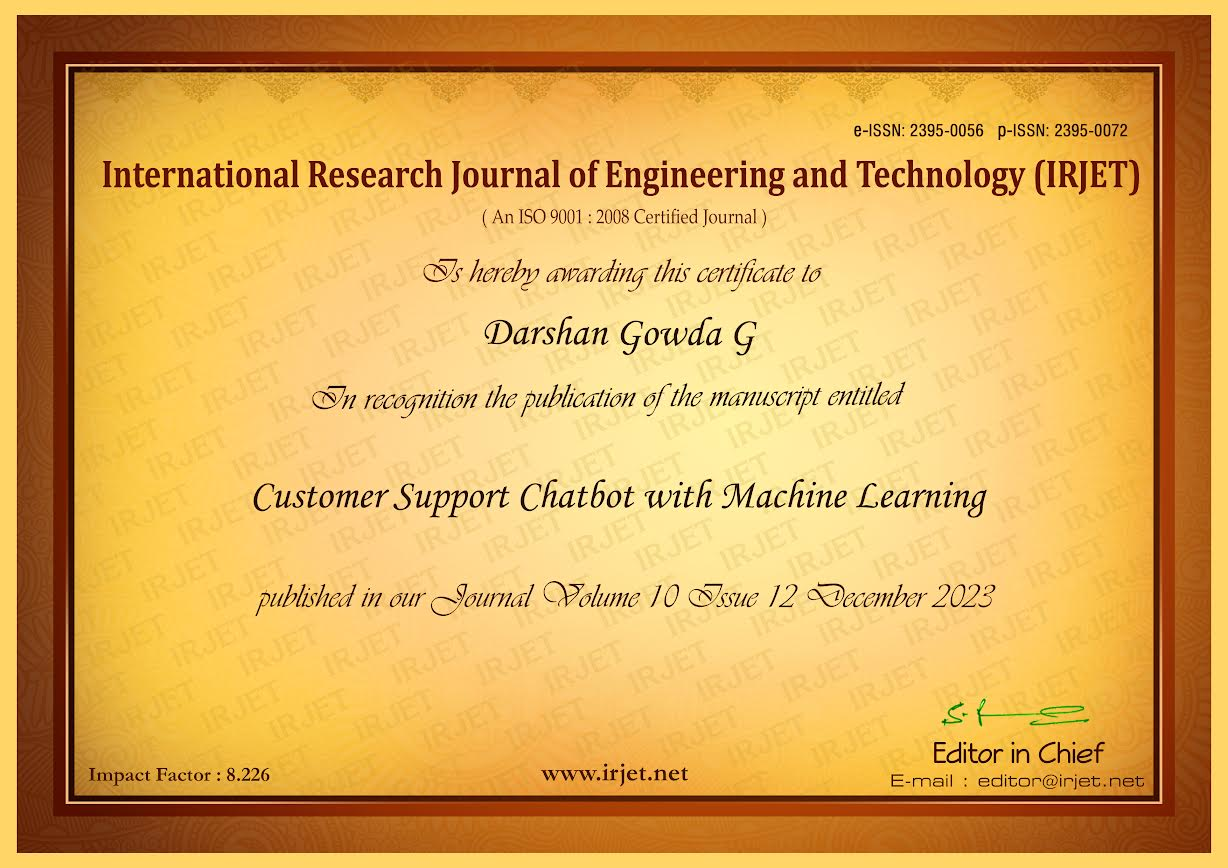 e-ISSN: 2395-0056 p-ISSN: 2395-0072
International Research Journal of Engineering and Technology (IRJET)
( An ISO 9001 : 2008 Certified Journal )
Is hereby awarding this certificate to
Darshan Gowda G
In recognition the publication of the manuscript entitled
Customer Support Chatbot with Machine Learning
published in our Journal Volume 10 Issue 12 December 2023
Editor in Chief
Impact Factor : 8.226
www.irjet.net
E-mail : editor@irjet.net